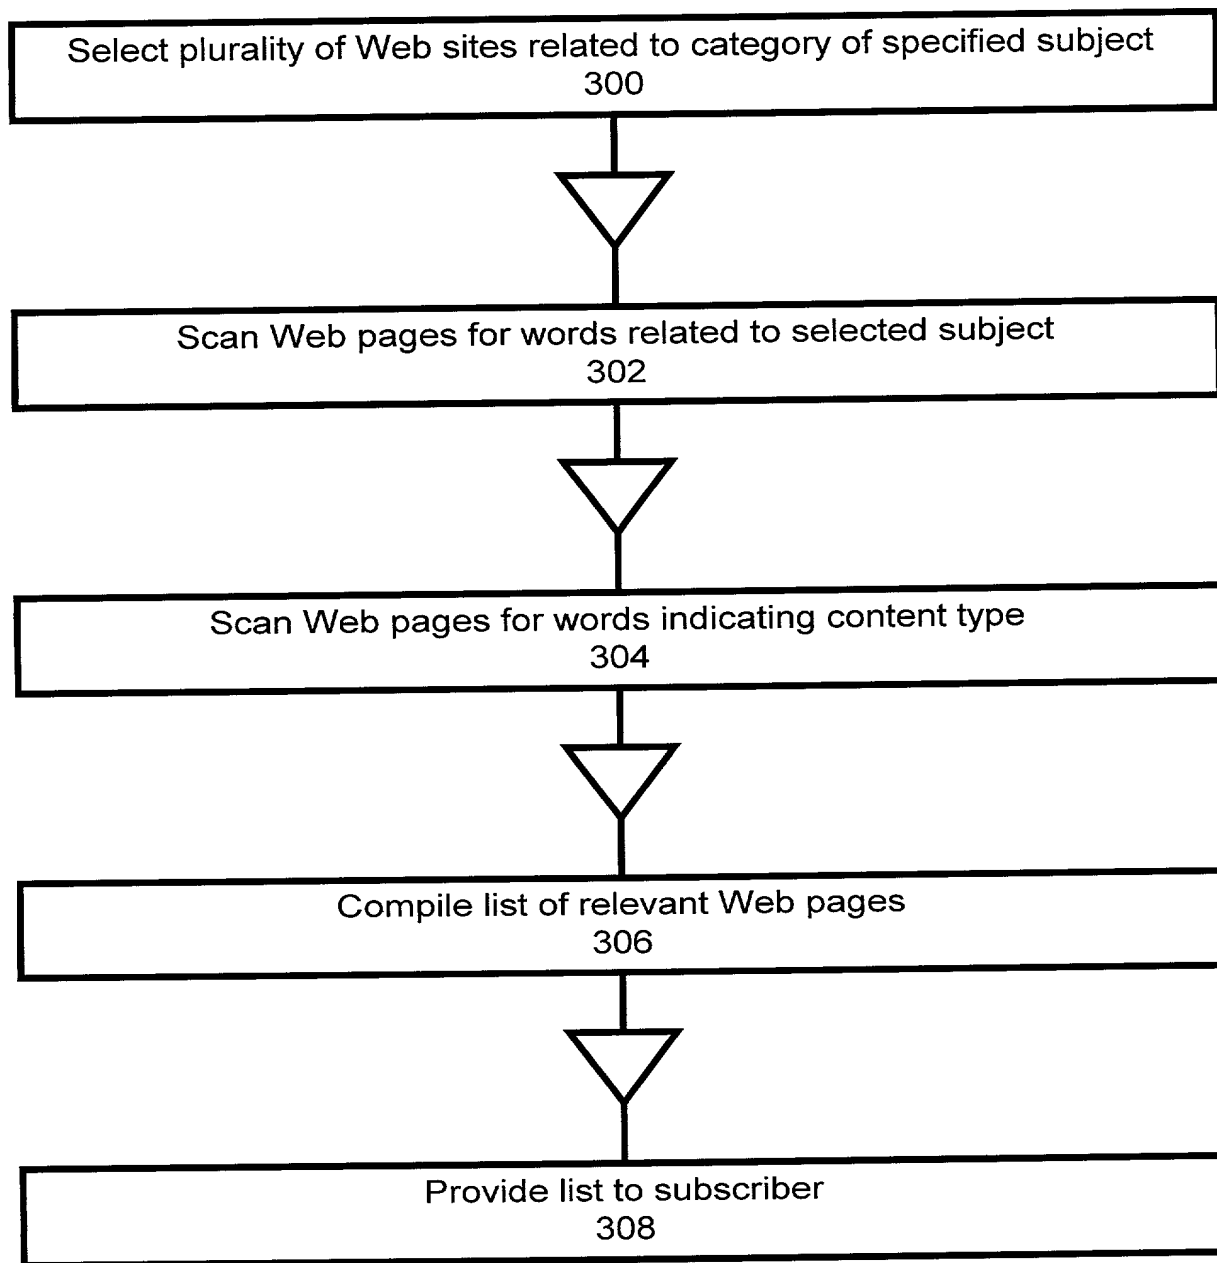 Select plurality of Web sites related to category of specified subject
300
Scan Web pages for words related to selected subject
302
Scan Web pages for words indicating content type
304
Compile list of relevant Web pages
306
Provide list to subscriber
308